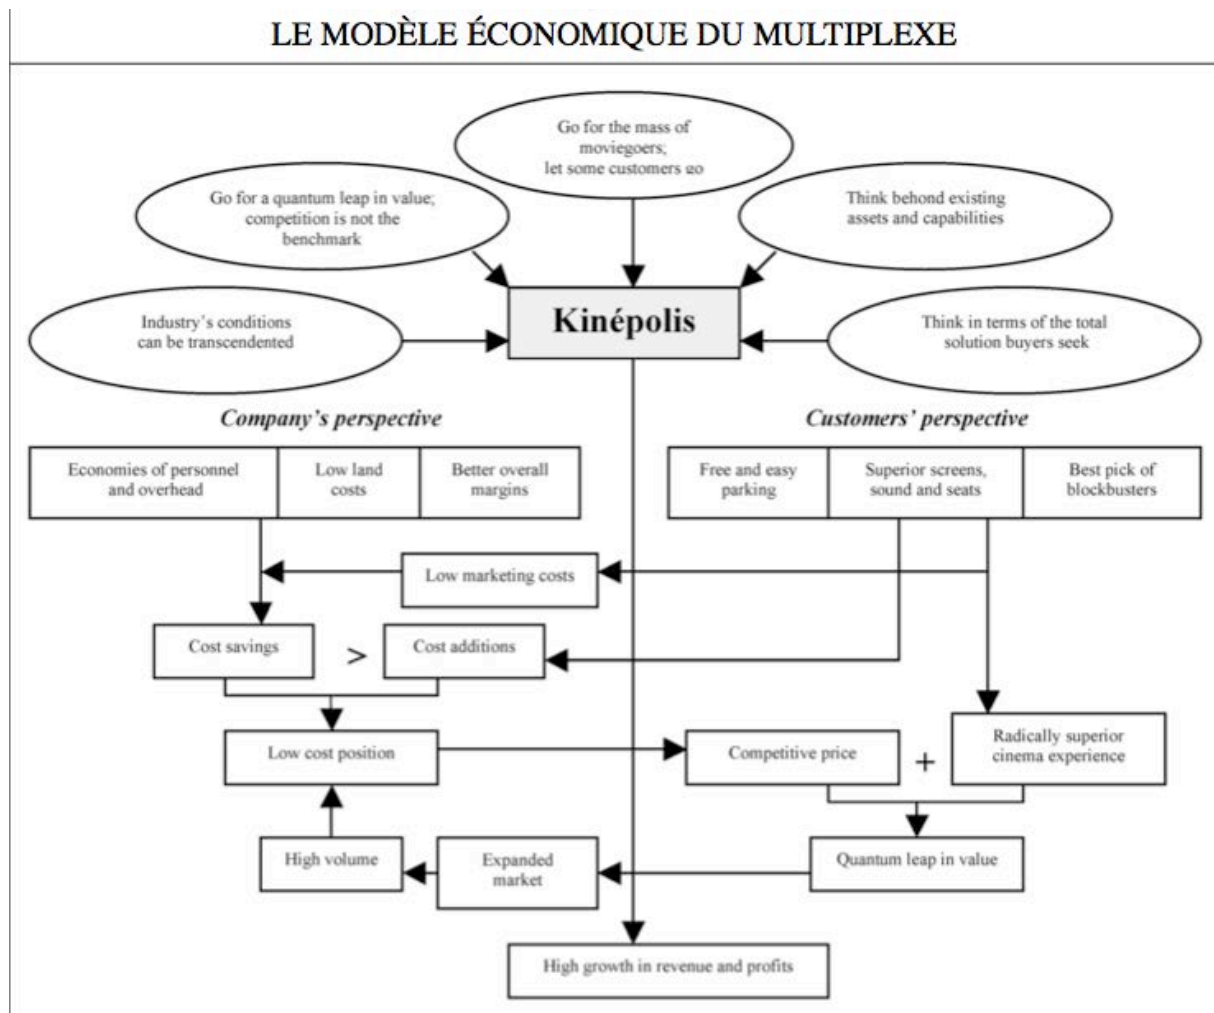 LE MODÈLE ÉCONOMIQUE DU MULTIPLEXE
Go for the mass of
moviegoers;
let some customers go
Go for a quantum leap in value;
competition is not the
benchmark
Think behond existing
assets and capabilities
Industry's conditions
can be transcendented
Kinépolis
Think in terms of the total
solution buyers seek
Company's perspective
Customers' perspective
Economies of personnel
and overhead
Low land
costs
Better overall
margins
Free and easy
parking
Superior screens,
sound and seats
Best pick of
blockbusters
Low marketing costs
Cost savings
>
Cost additions
Low cost position
Competitive price
+
Radically superior
cinema experience
High volume
Expanded
market
Quantum leap in value
High growth in revenue and profits